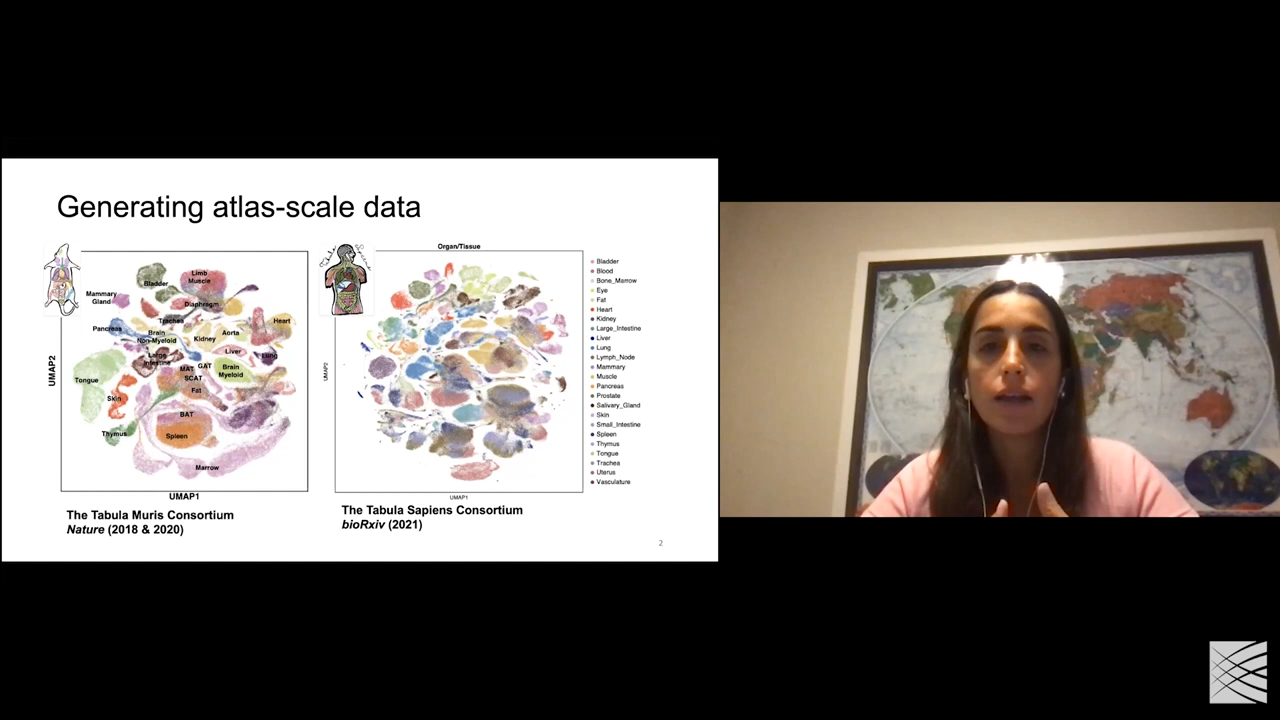 Generating atlas-scale data
Bladder
Limb
Muscle
Mammary
Gland
Diaphragm
Trachea
Pancreas
Brain
Non-Myeloid
Kidney
Aorta
Heart
Large
Intestine
Liver
Lung
MAT
GAT
Brain
Myeloid
SCAT
Tongue
Fat
Skin
BAT
Thymus
Spleen
Marrow
UMAP2
UMAP1
The Tabula Muris Consortium
Nature (2018 & 2020)
Organ/Tissue
UMAP2
UMAP1
Bladder
Blood
Bone_Marrow
Eye
Fat
Heart
Kidney
Large_Intestine
Liver
Lung
Lymph_Node
Mammary
Muscle
Pancreas
Prostate
Salivary_Gland
Skin
Small_Intestine
Spleen
Thymus
Tongue
Trachea
Uterus
Vasculature
The Tabula Sapiens Consortium
bioRxiv (2021)
2